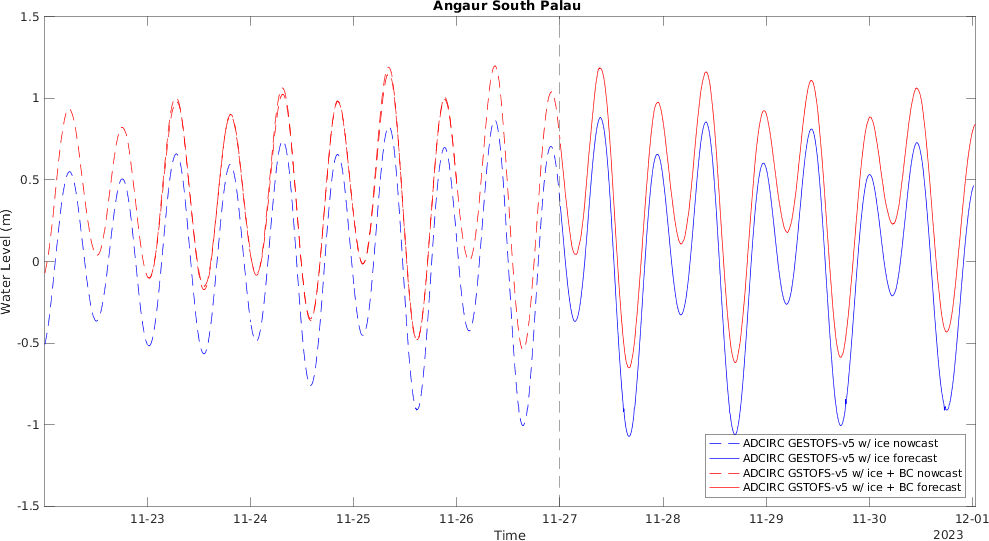 Angaur South Palau
1.5
1
0.5
0
-0.5
-1
-1.5
Water Level (m)
ADCIRC GESTOFS-v5 w/ ice nowcast
ADCIRC GESTOFS-v5 w/ ice forecast
ADCIRC GSTOFS-v5 w/ ice + BC nowcast
ADCIRC GSTOFS-v5 w/ ice + BC forecast
11-23 11-24 11-25 11-26 11-27 11-28 11-29 11-30 12-01
Time 2023